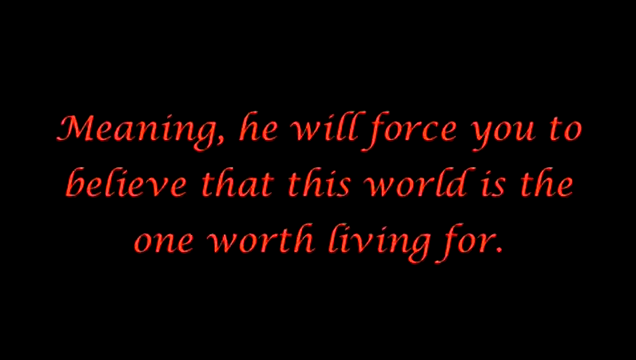 Meaning, he will force you to
believe that this world is the
one worth living for.